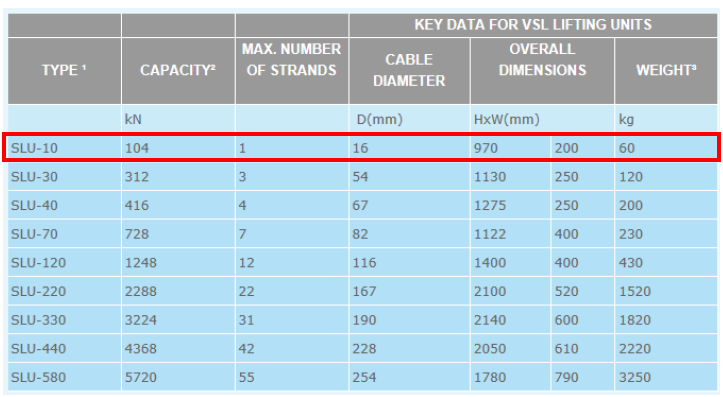 KEY DATA FOR VSL LIFTING UNITS
TYPE ¹ CAPACITY² MAX. NUMBER OF STRANDS CABLE DIAMETER OVERALL DIMENSIONS WEIGHT³
kN D(mm) HxW(mm) kg
SLU-10 104 1 16 970 200 60
SLU-30 312 3 54 1130 250 120
SLU-40 416 4 67 1275 250 200
SLU-70 728 7 82 1122 400 230
SLU-120 1248 12 116 1400 400 430
SLU-220 2288 22 167 2100 520 1520
SLU-330 3224 31 190 2140 600 1820
SLU-440 4368 42 228 2050 610 2220
SLU-580 5720 55 254 1780 790 3250